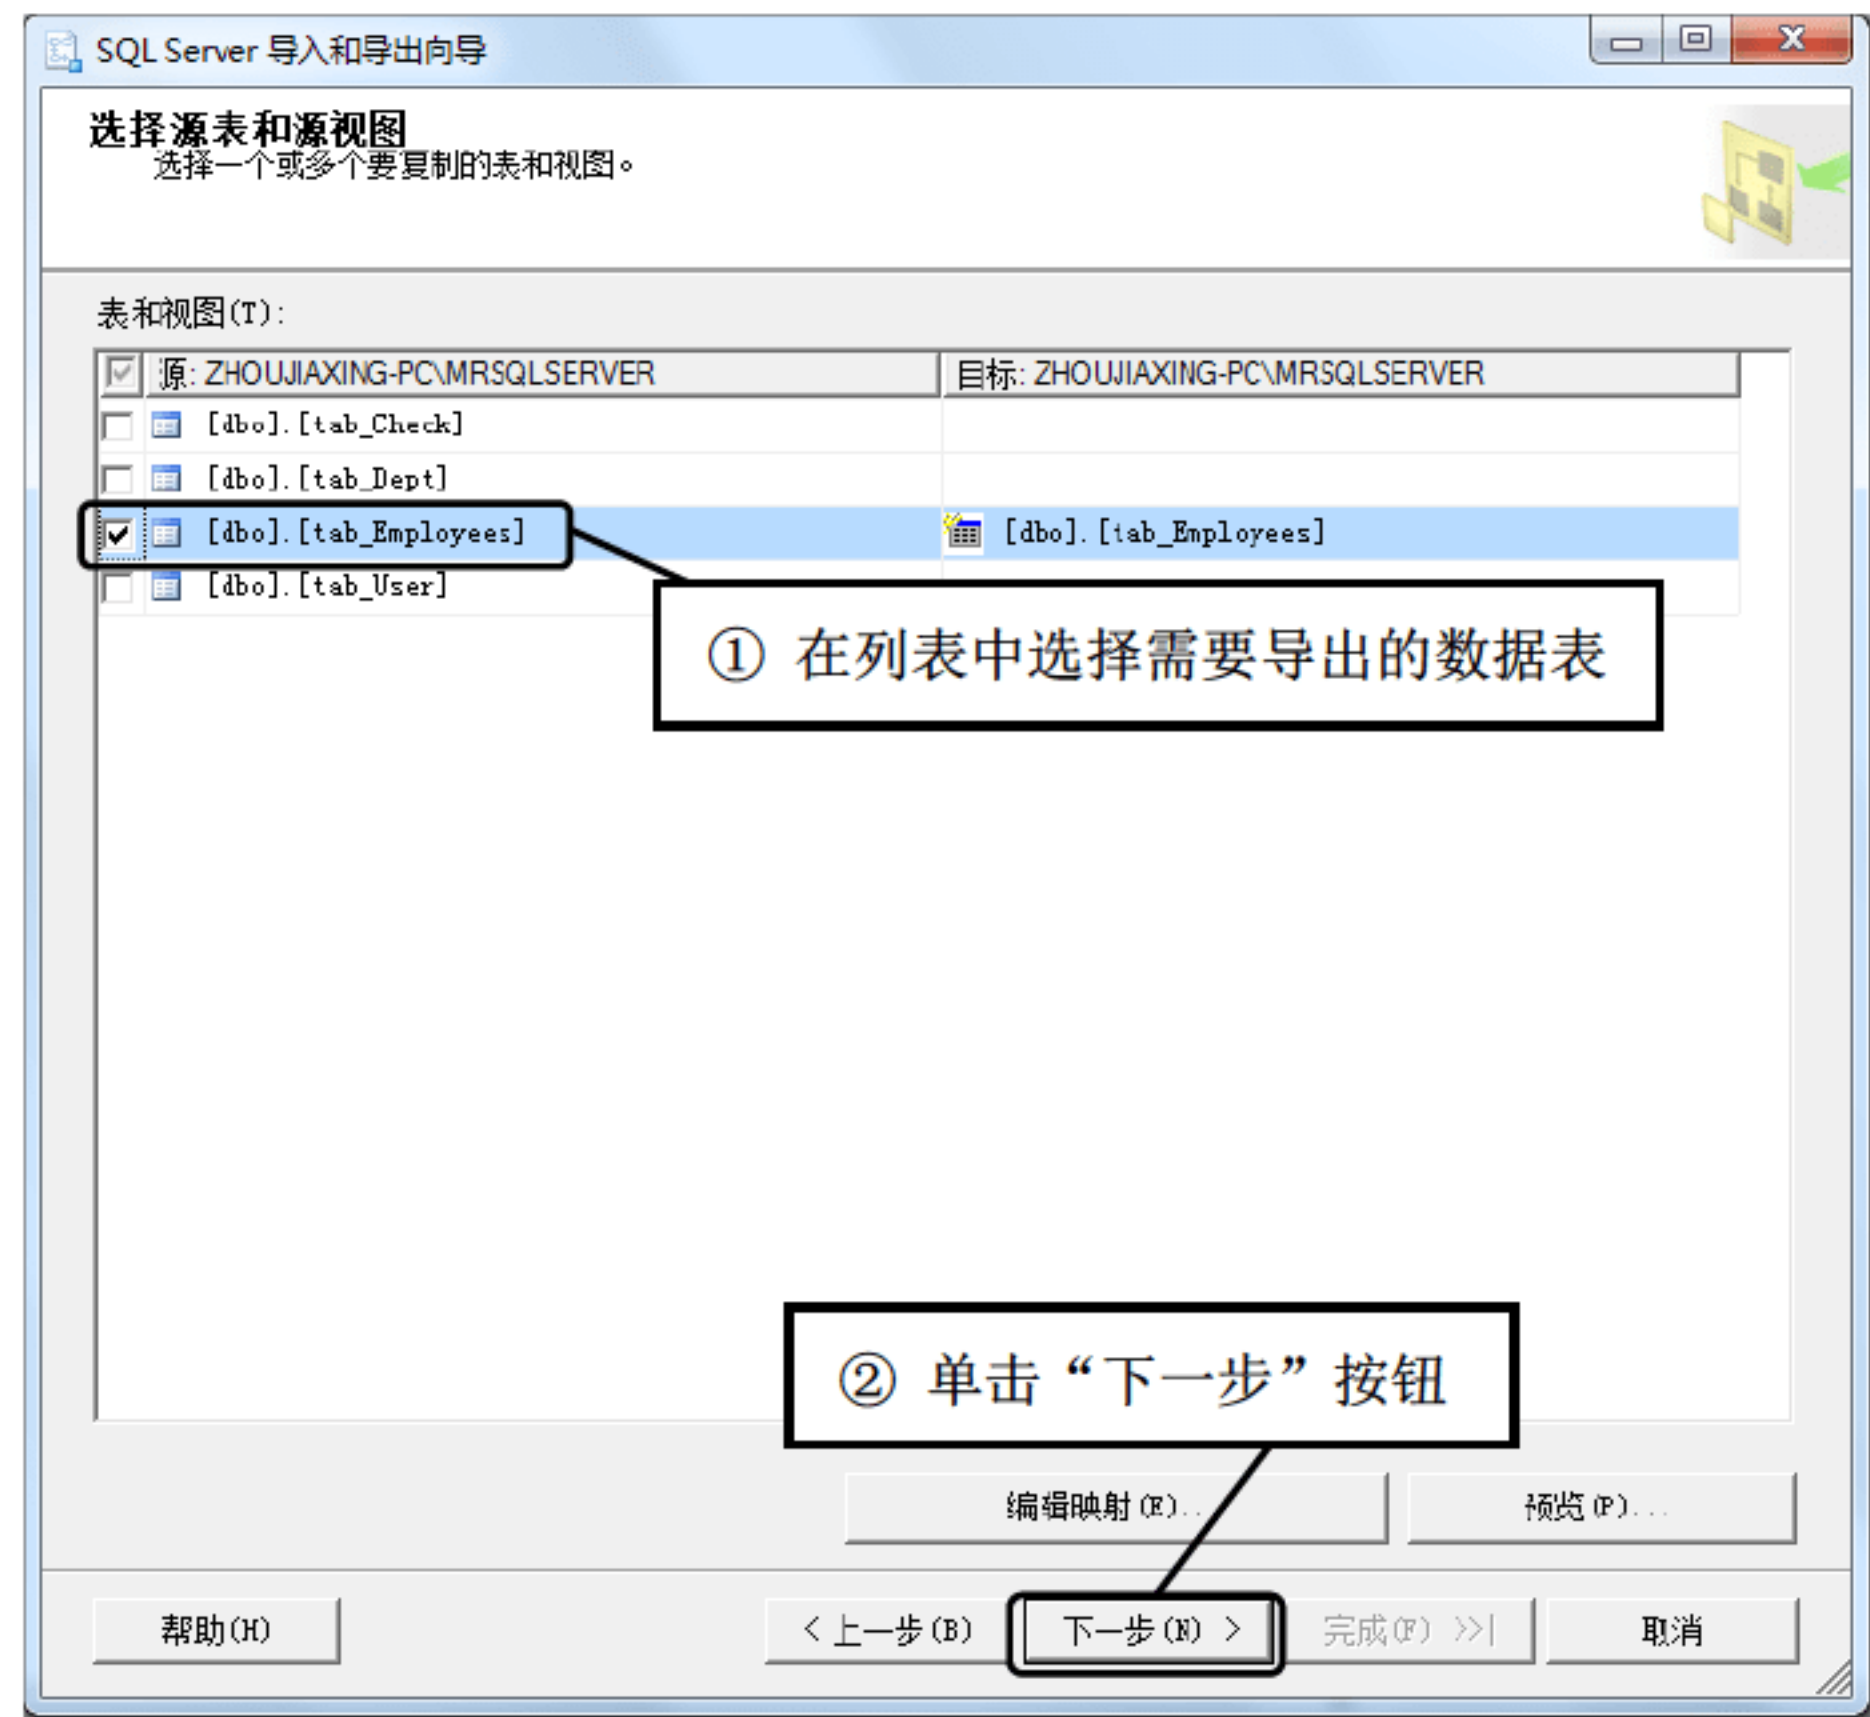 SQL Server 导入和导出向导
选择源表和源视图
选择一个或多个要复制的表和视图。
表和视图(T):
源: ZHOUJIAXING-PC\MRSQLSERVER
目标: ZHOUJIAXING-PC\MRSQLSERVER
[dbo].[tab_Check]
[dbo].[tab_Dept]
[dbo].[tab_Employees]
[dbo].[tab_Employees]
[dbo].[tab_User]
① 在列表中选择需要导出的数据表
② 单击“下一步”按钮
编辑映射(E)...
预览(P)...
帮助(H)
< 上一步(B)
下一步(N) >
完成(F) >>|
取消